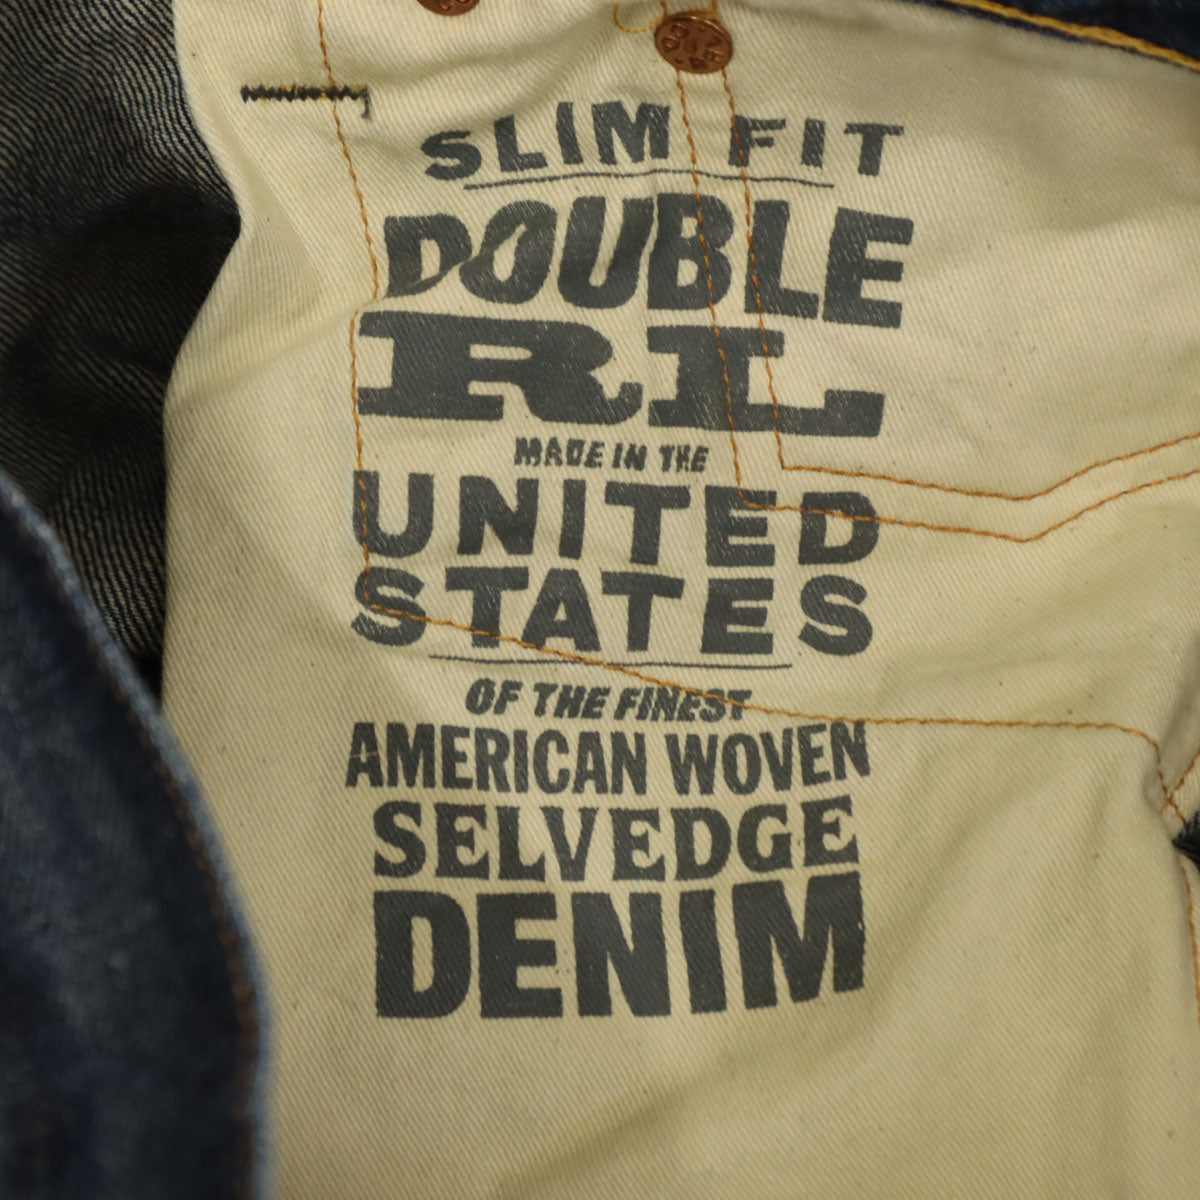 SLIM FIT
DOUBLE
RL
MADE IN THE
UNITED
STATES
OF THE FINEST
AMERICAN WOVEN
SELVEDGE
DENIM